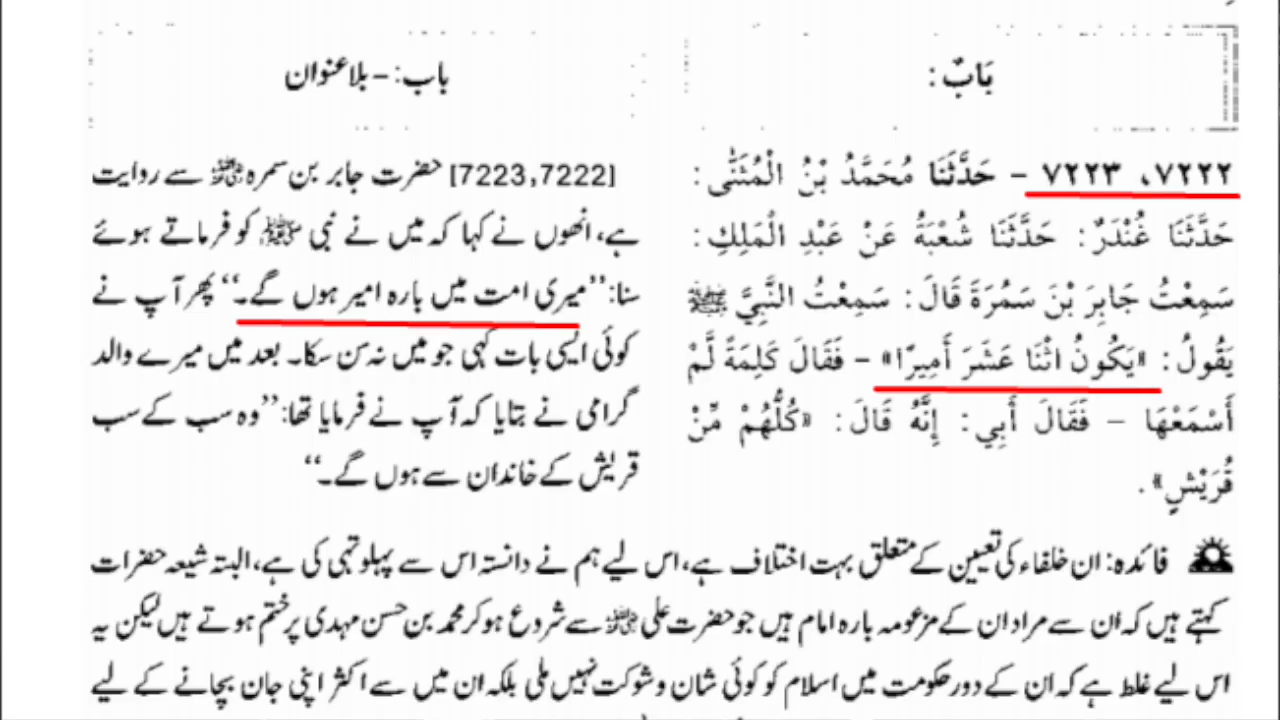 بَابٌ :
٧٢٢٢، ٧٢٢٣ - حَدَّثَنَا مُحَمَّدُ بْنُ الْمُثَنَّى :
حَدَّثَنَا غُنْدَرٌ : حَدَّثَنَا شُعْبَةُ عَنْ عَبْدِ الْمَلِكِ :
سَمِعْتُ جَابِرَ بْنَ سَمُرَةَ قَالَ : سَمِعْتُ النَّبِيَّ ﷺ
يَقُولُ : «يَكُونُ اثْنَا عَشَرَ أَمِيرًا» - فَقَالَ كَلِمَةً لَّمْ
أَسْمَعْهَا - فَقَالَ أَبِي : إِنَّهُ قَالَ : «كُلُّهُمْ مِّنْ
قُرَيْشٍ» .
باب: - بلا عنوان
[7223,7222] حضرت جابر بن سمرہ ؓ سے روایت
ہے، انھوں نے کہا کہ میں نے نبی ﷺ کو فرماتے ہوئے
سنا: ”میری امت میں بارہ امیر ہوں گے۔“ پھر آپ نے
کوئی ایسی بات کہی جو میں نہ سن سکا۔ بعد میں میرے والد
گرامی نے بتایا کہ آپ نے فرمایا تھا: ”وہ سب کے سب
قریش کے خاندان سے ہوں گے۔“
فائدہ: ان خلفاء کی تعیین کے متعلق بہت اختلاف ہے، اس لیے ہم نے دانستہ اس سے پہلو تہی کی ہے، البتہ شیعہ حضرات
کہتے ہیں کہ ان سے مراد ان کے مزعومہ بارہ امام ہیں جو حضرت علی ؓ سے شروع ہو کر محمد بن حسن مہدی پر ختم ہوتے ہیں لیکن یہ
اس لیے غلط ہے کہ ان کے دور حکومت میں اسلام کو کوئی شان و شوکت نہیں ملی بلکہ ان میں سے اکثر اپنی جان بچانے کے لیے